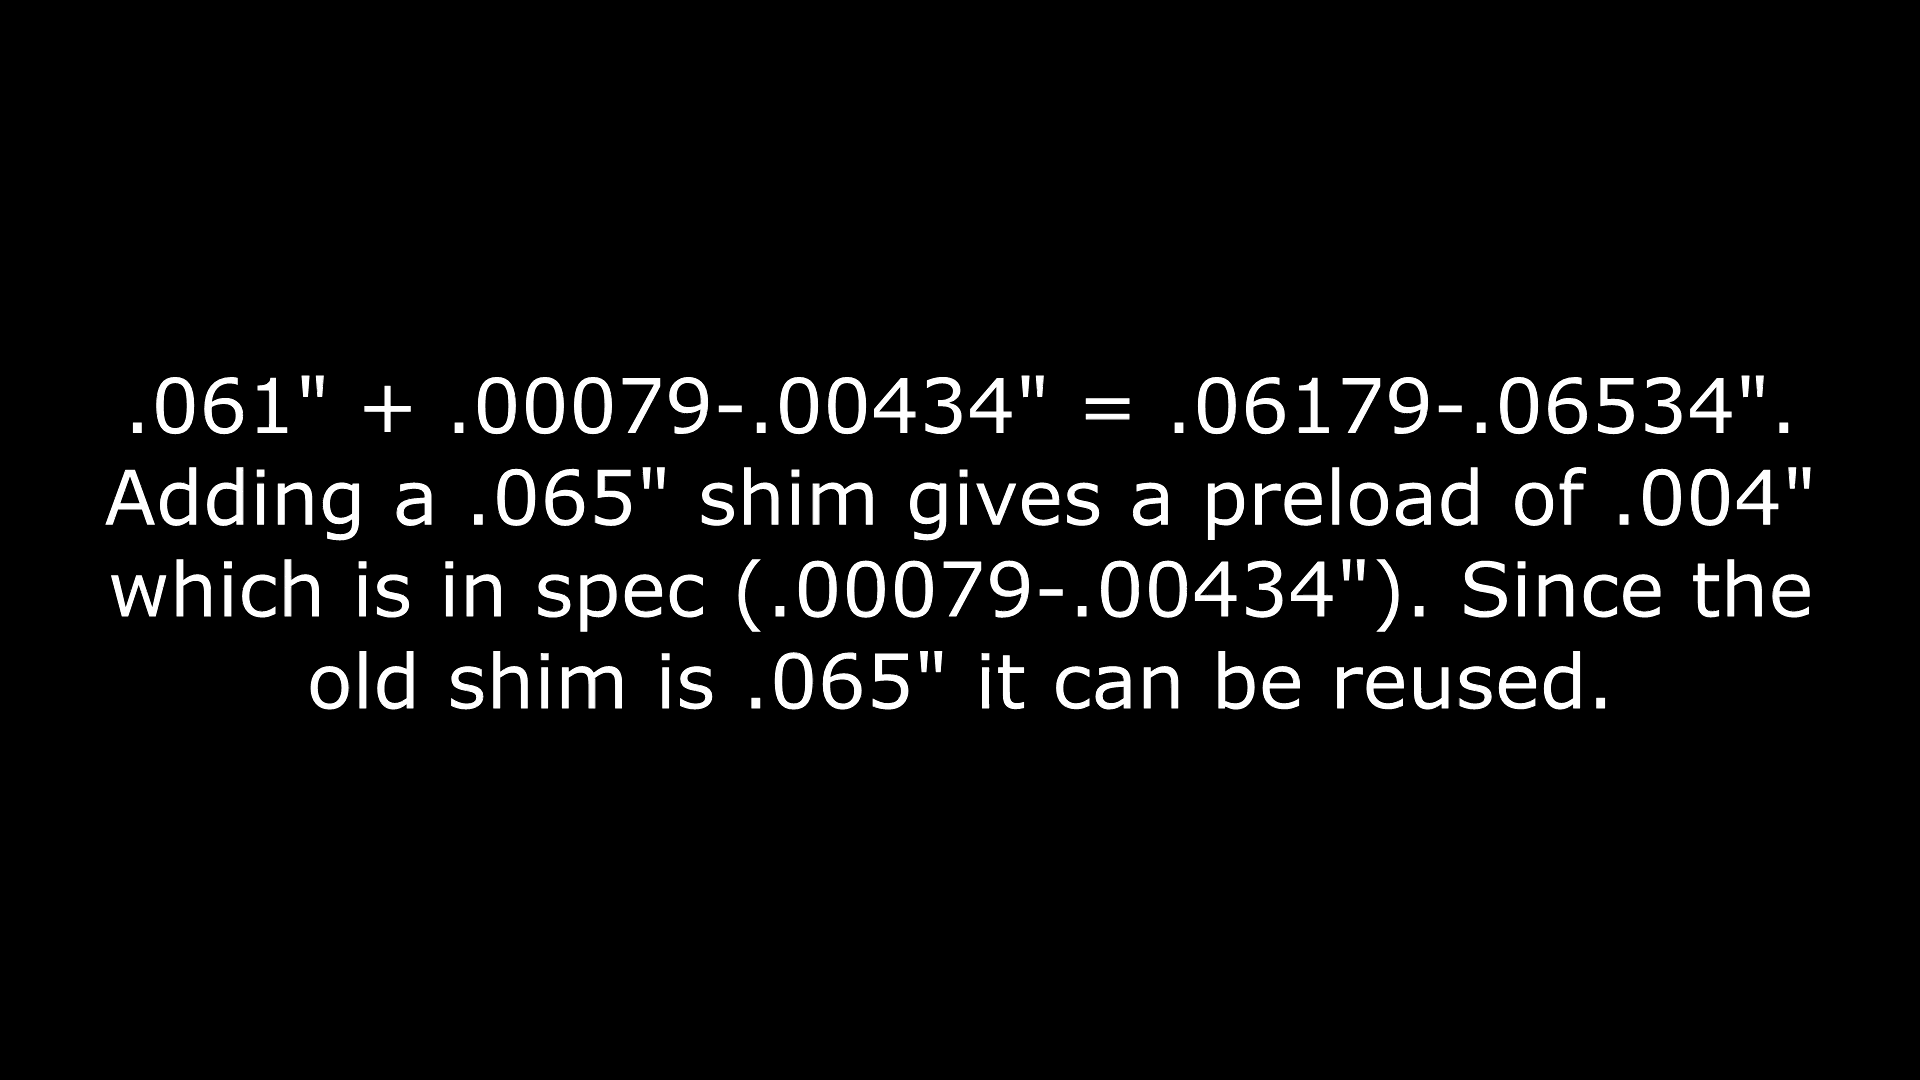 .061" + .00079-.00434" = .06179-.06534".
Adding a .065" shim gives a preload of .004"
which is in spec (.00079-.00434"). Since the
old shim is .065" it can be reused.